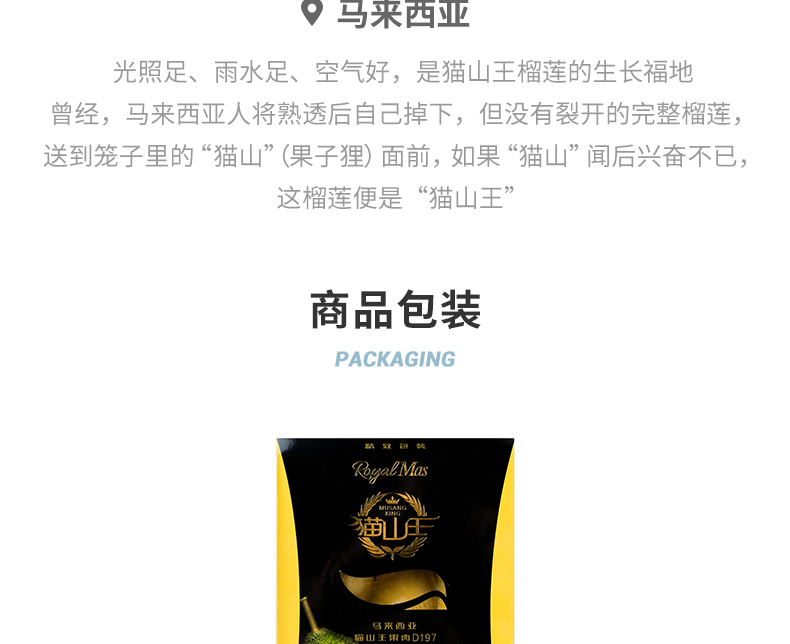 马来西亚
光照足、雨水足、空气好，是猫山王榴莲的生长福地
曾经，马来西亚人将熟透后自己掉下，但没有裂开的完整榴莲，
送到笼子里的“猫山”（果子狸）面前，如果“猫山”闻后兴奋不已，
这榴莲便是“猫山王”
商品包装
PACKAGING
精致包装
Royal Mas
MUSANG
KING
猫山王
马来西亚
猫山王果肉D197